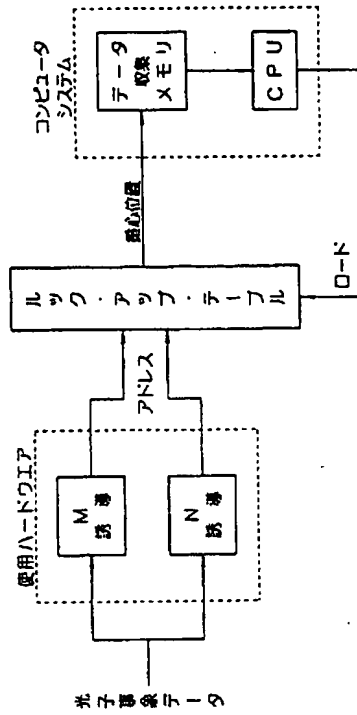 光子事象データ
使用ハードウエア
M
誘導
N
誘導
アドレス
ルック・アップ・テーブル
ロード
重心位置
コンピュータ
システム
データ
収集
メモリ
CPU